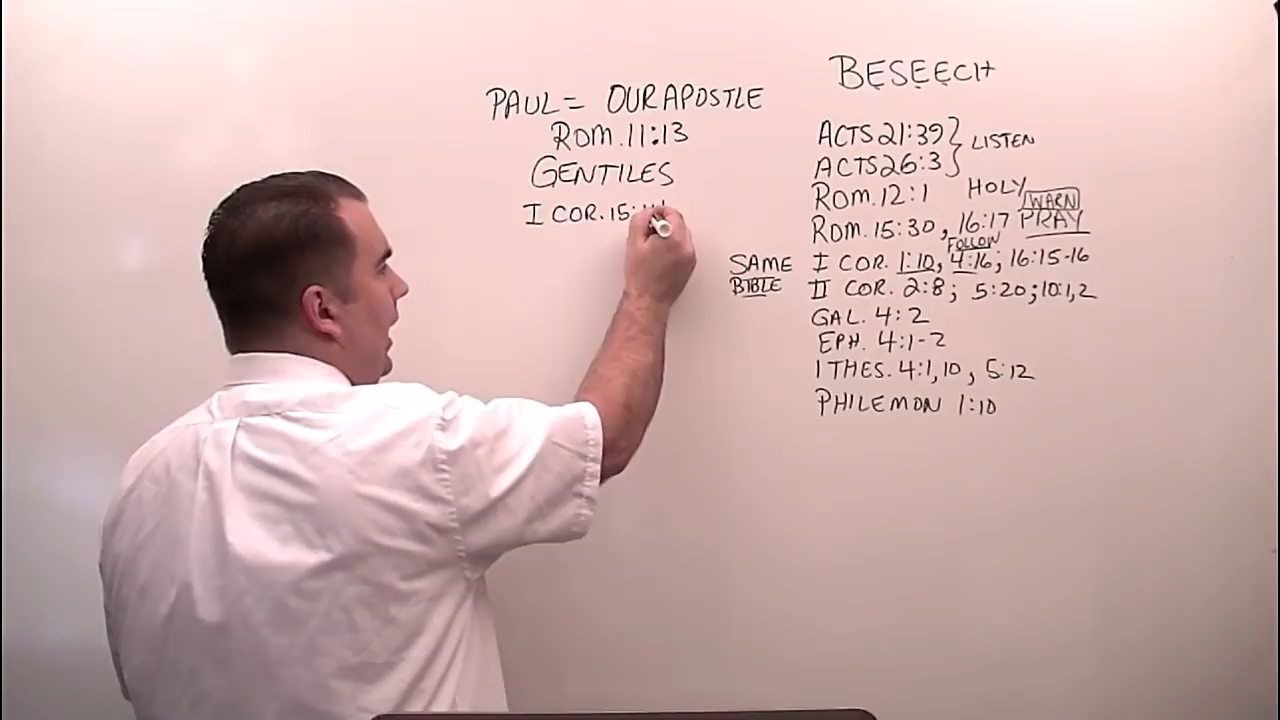 PAUL = OUR APOSTLE
ROM. 11:13
GENTILES
I COR. 15:
BESEECH
ACTS 21:39 } LISTEN
ACTS 26:3
ROM. 12:1 HOLY
WARN
ROM. 15:30, 16:17 PRAY
FOLLOW
SAME I COR. 1:10, 4:16; 16:15-16
BIBLE II COR. 2:8; 5:20; 10:1,2
GAL. 4:2
EPH. 4:1-2
1 THES. 4:1,10, 5:12
PHILEMON 1:10